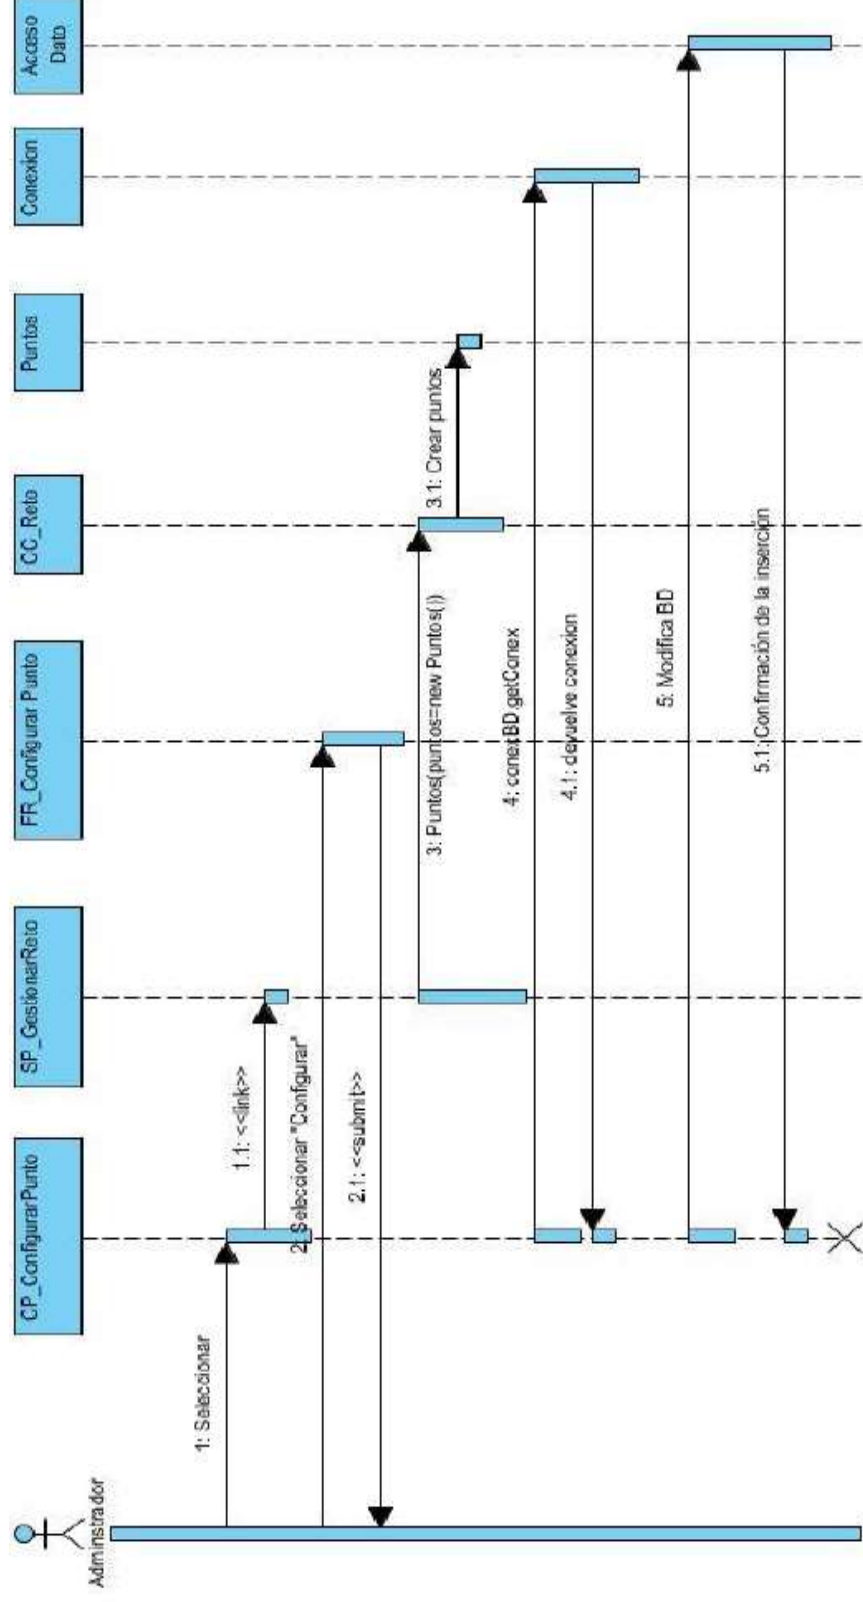 Adminstrador
CP_ConfigurarPunto
SP_GestionarReto
FR_Configurar Punto
CC_Reto
Puntos
Conexion
Acceso
Dato
1: Seleccionar
1.1: <<link>>
2: Seleccionar "Configurar"
2.1: <<submit>>
3: Puntos(puntos=new Puntos())
3.1: Crear puntos
4: conexBD.getConex
4.1: devuelve conexion
5: Modifica BD
5.1: Confirmación de la inserción